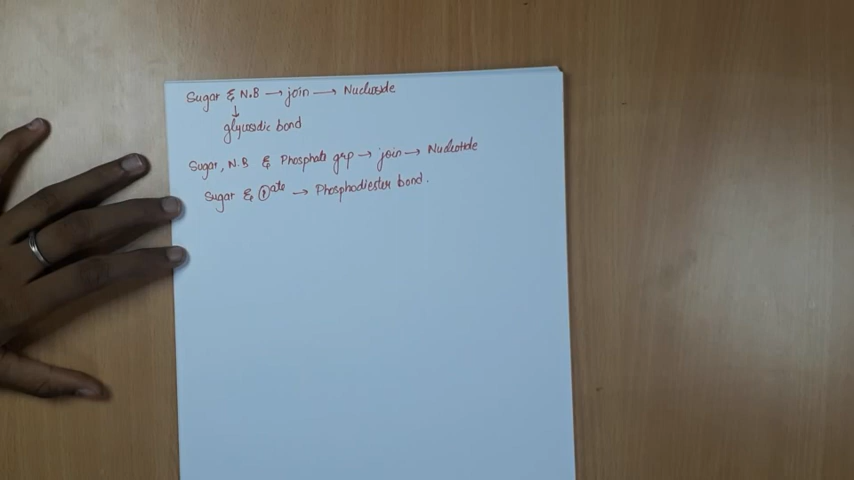 Sugar & N.B → join → Nucleoside
↓
glycosidic bond
Sugar, N.B & Phosphate grp → join → Nucleotide
Sugar & Ⓟate → Phosphodiester bond.